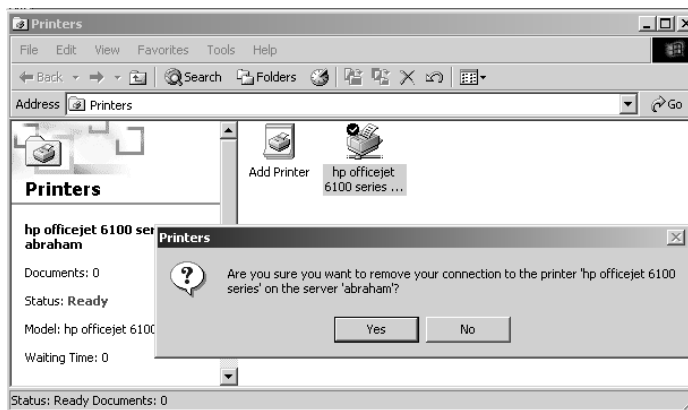 Printers
File Edit View Favorites Tools Help
Back Search Folders
Address Printers Go
Printers
hp officejet 6100 ser
abraham
Documents: 0
Status: Ready
Model: hp officejet 6100
Waiting Time: 0
Add Printer
hp officejet
6100 series ...
Printers
Are you sure you want to remove your connection to the printer 'hp officejet 6100
series' on the server 'abraham'?
Yes No
Status: Ready Documents: 0